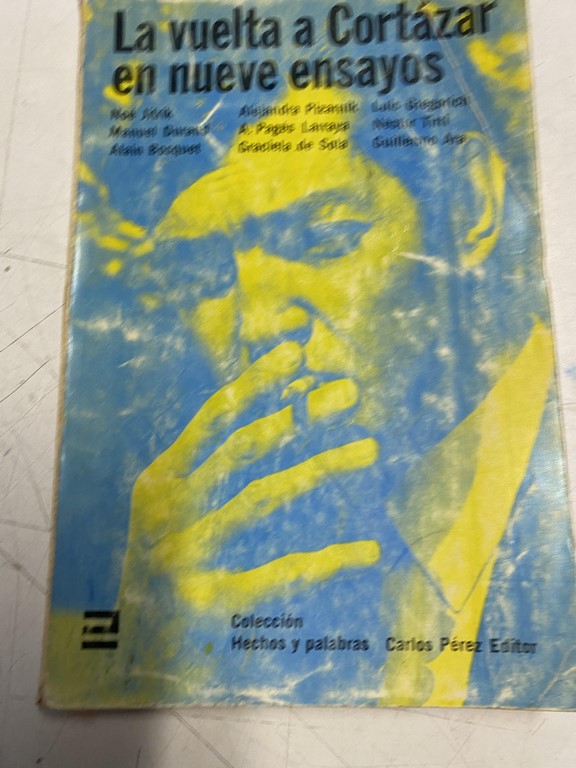 La vuelta a Cortázar
en nueve ensayos
Noé Jitrik Alejandra Pizarnik Luis Gregorich
Manuel Durand A. Pagés Larraya Néstor Tirri
Alain Bosquet Graciela de Sola Guillermo Ara
Colección
Hechos y palabras Carlos Pérez Editor